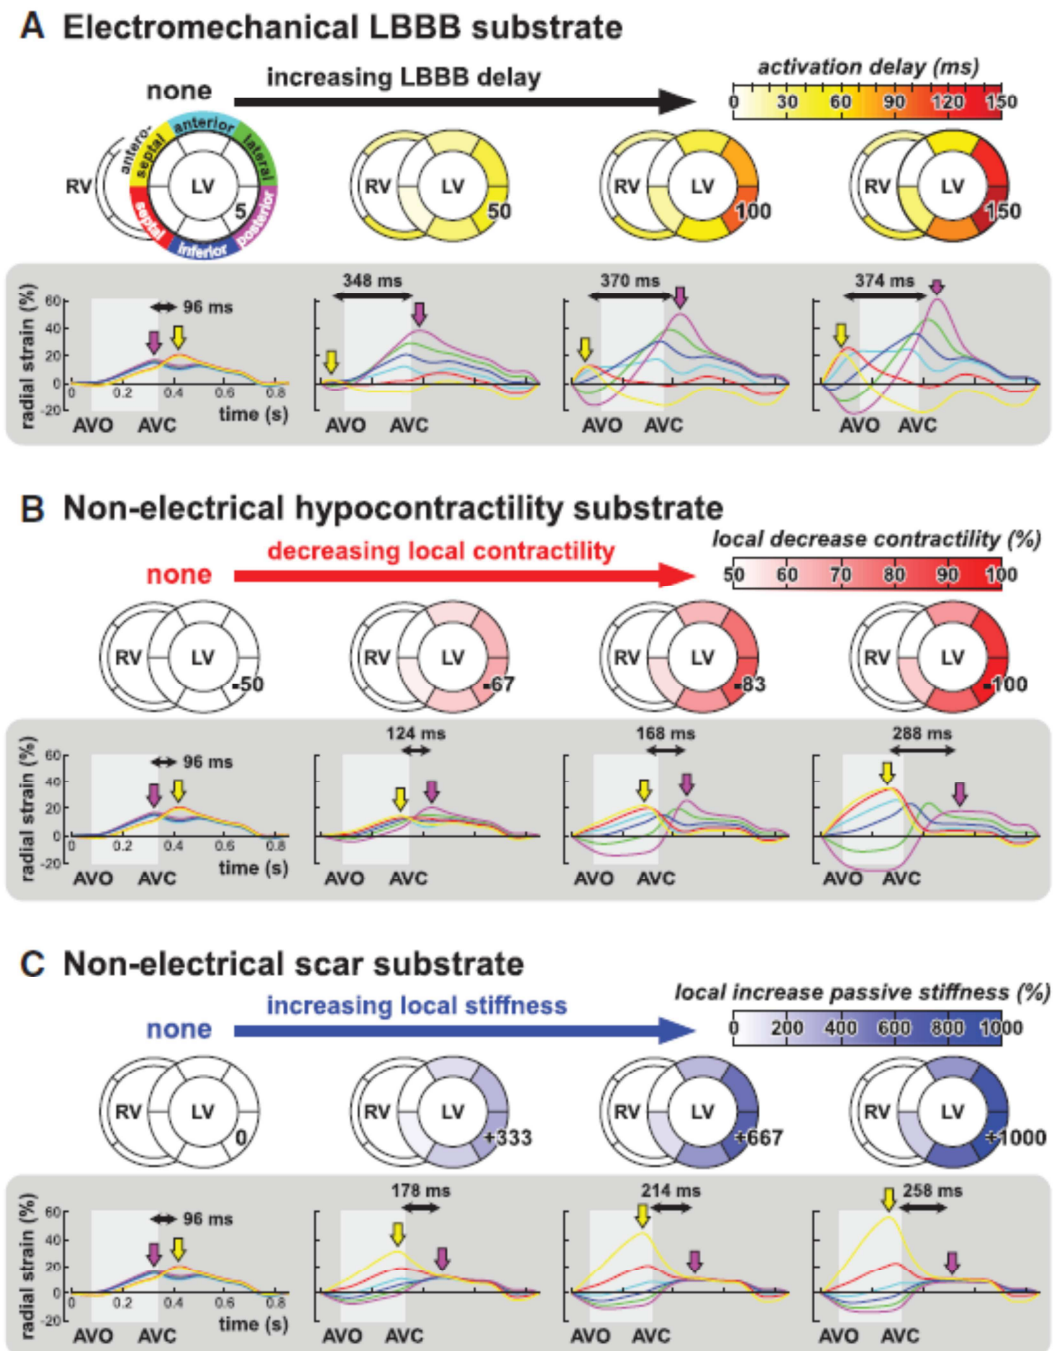 A Electromechanical LBBB substrate
none increasing LBBB delay activation delay (ms)
0 30 60 90 120 150
RV antero-septal anterior lateral posterior inferior septal LV 5
RV LV 50
RV LV 100
RV LV 150
radial strain (%)
60
40
20
0
-20
96 ms
348 ms
370 ms
374 ms
0 0.2 0.4 0.6 0.8
time (s)
AVO AVC AVO AVC AVO AVC AVO AVC
B Non-electrical hypocontractility substrate
none decreasing local contractility local decrease contractility (%)
50 60 70 80 90 100
RV LV -50
RV LV -67
RV LV -83
RV LV -100
radial strain (%)
60
40
20
0
-20
96 ms
124 ms
168 ms
288 ms
0 0.2 0.4 0.6 0.8
time (s)
AVO AVC AVO AVC AVO AVC AVO AVC
C Non-electrical scar substrate
none increasing local stiffness local increase passive stiffness (%)
0 200 400 600 800 1000
RV LV 0
RV LV +333
RV LV +667
RV LV +1000
radial strain (%)
60
40
20
0
-20
96 ms
178 ms
214 ms
258 ms
0 0.2 0.4 0.6 0.8
time (s)
AVO AVC AVO AVC AVO AVC AVO AVC